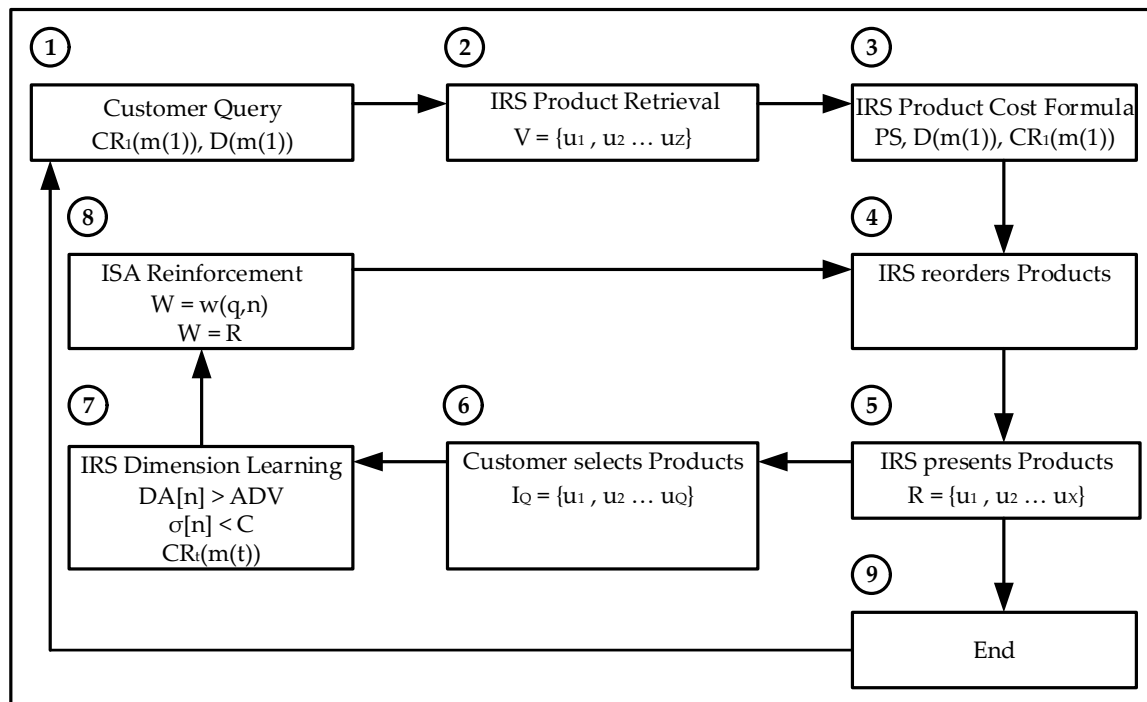 1
Customer Query
CR₁(m(1)), D(m(1))
2
IRS Product Retrieval
V = {u₁ , u₂ … uZ}
3
IRS Product Cost Formula
PS, D(m(1)), CR₁(m(1))
8
ISA Reinforcement
W = w(q,n)
W = R
4
IRS reorders Products
7
IRS Dimension Learning
DA[n] > ADV
σ[n] < C
CRt(m(t))
6
Customer selects Products
IQ = {u₁ , u₂ … uQ}
5
IRS presents Products
R = {u₁ , u₂ … uX}
9
End